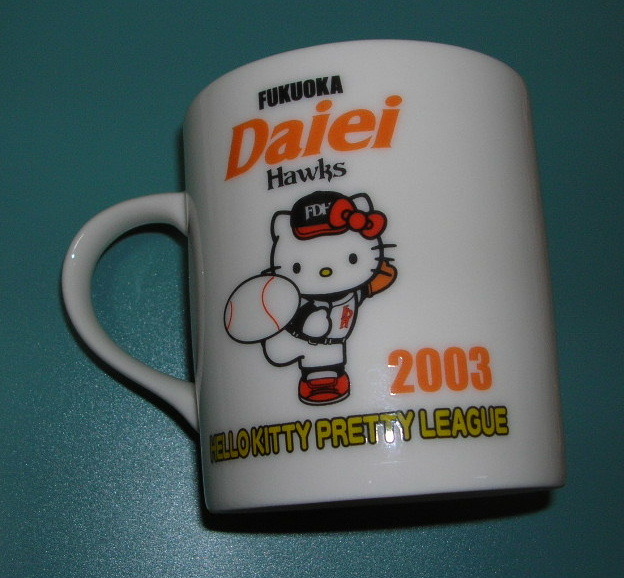 FUKUOKA
Daiei
Hawks
FDH
2003
HELLO KITTY PRETTY LEAGUE